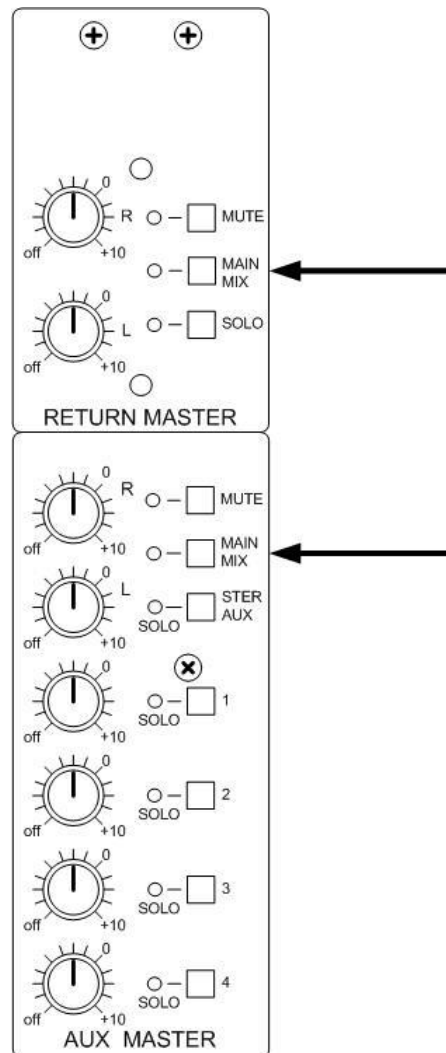 0
R
off
+10
MUTE
MAIN
MIX
0
L
off
+10
SOLO
RETURN MASTER
0
R
off
+10
MUTE
MAIN
MIX
0
L
off
+10
SOLO
STER
AUX
0
off
+10
SOLO
1
0
off
+10
SOLO
2
0
off
+10
SOLO
3
0
off
+10
SOLO
4
AUX MASTER